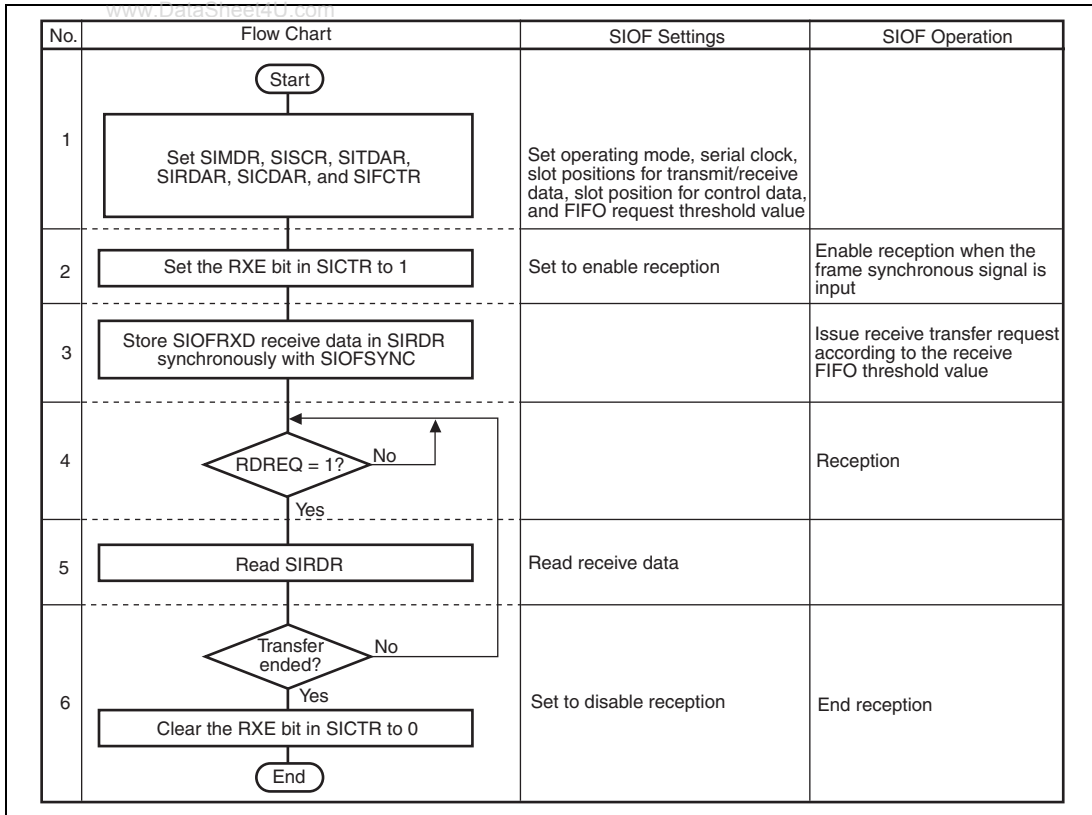 www.DataSheet4U.com
No.
Flow Chart
SIOF Settings
SIOF Operation
Start
1
Set SIMDR, SISCR, SITDAR,
SIRDAR, SICDAR, and SIFCTR
Set operating mode, serial clock,
slot positions for transmit/receive
data, slot position for control data,
and FIFO request threshold value
2
Set the RXE bit in SICTR to 1
Set to enable reception
Enable reception when the
frame synchronous signal is
input
3
Store SIOFRXD receive data in SIRDR
synchronously with SIOFSYNC
Issue receive transfer request
according to the receive
FIFO threshold value
4
RDREQ = 1?
No
Yes
Reception
5
Read SIRDR
Read receive data
6
Transfer
ended?
No
Yes
Clear the RXE bit in SICTR to 0
Set to disable reception
End reception
End